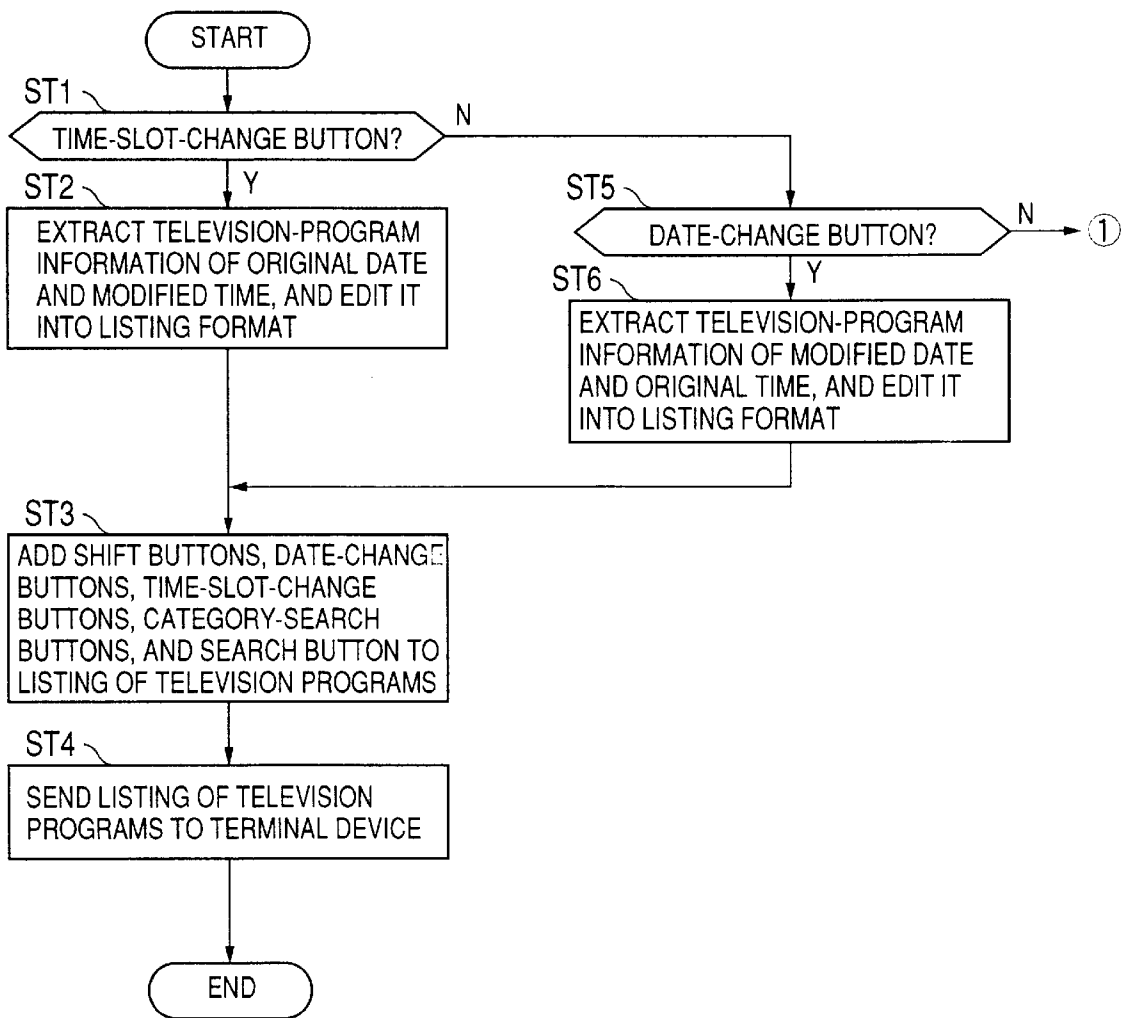 START
ST1
TIME-SLOT-CHANGE BUTTON?
N
Y
ST2
EXTRACT TELEVISION-PROGRAM
INFORMATION OF ORIGINAL DATE
AND MODIFIED TIME, AND EDIT IT
INTO LISTING FORMAT
ST5
DATE-CHANGE BUTTON?
N
①
Y
ST6
EXTRACT TELEVISION-PROGRAM
INFORMATION OF MODIFIED DATE
AND ORIGINAL TIME, AND EDIT IT
INTO LISTING FORMAT
ST3
ADD SHIFT BUTTONS, DATE-CHANGE
BUTTONS, TIME-SLOT-CHANGE
BUTTONS, CATEGORY-SEARCH
BUTTONS, AND SEARCH BUTTON TO
LISTING OF TELEVISION PROGRAMS
ST4
SEND LISTING OF TELEVISION
PROGRAMS TO TERMINAL DEVICE
END